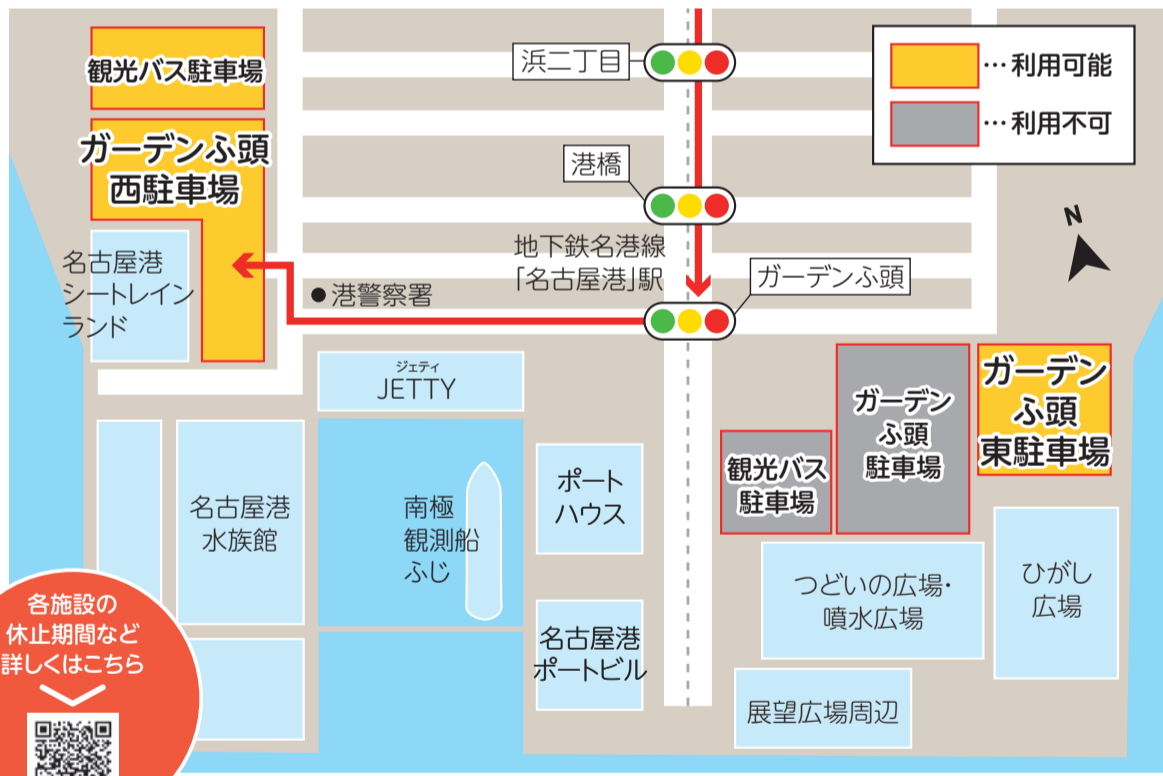 観光バス駐車場
ガーデンふ頭
西駐車場
名古屋港
シートレイン
ランド
浜二丁目
港橋
地下鉄名港線
「名古屋港」駅
ガーデンふ頭
●港警察署
…利用可能
…利用不可
N
ジェティ
JETTY
名古屋港
水族館
南極
観測船
ふじ
ポート
ハウス
名古屋港
ポートビル
観光バス
駐車場
ガーデン
ふ頭
駐車場
ガーデン
ふ頭
東駐車場
つどいの広場・
噴水広場
ひがし
広場
展望広場周辺
各施設の
休止期間など
詳しくはこちら